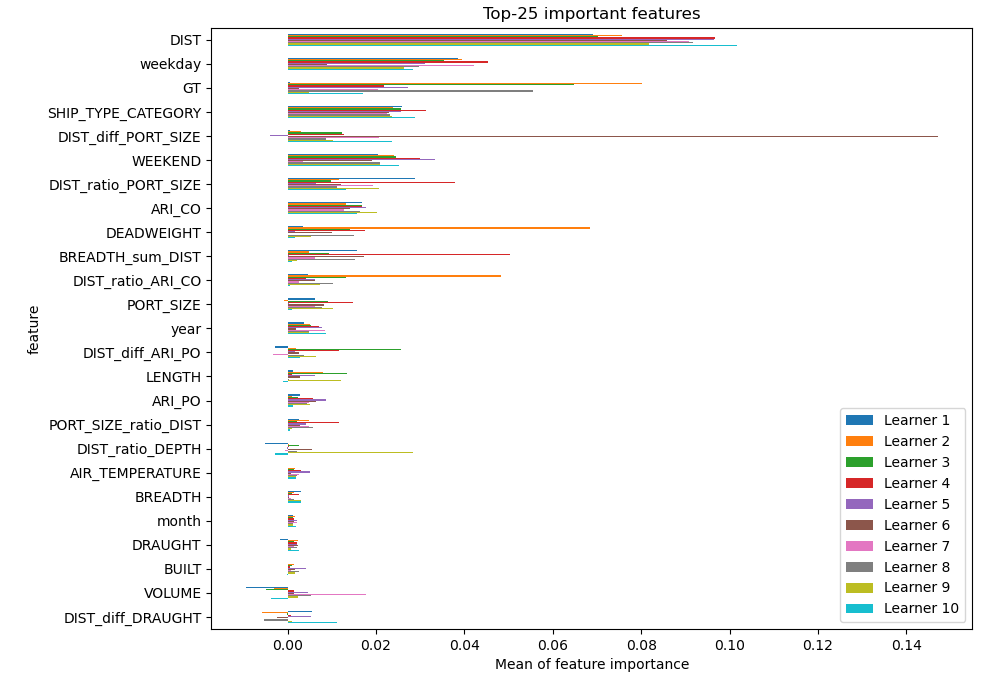 Top-25 important features
DIST
weekday
GT
SHIP_TYPE_CATEGORY
DIST_diff_PORT_SIZE
WEEKEND
DIST_ratio_PORT_SIZE
ARI_CO
DEADWEIGHT
BREADTH_sum_DIST
DIST_ratio_ARI_CO
PORT_SIZE
year
DIST_diff_ARI_PO
LENGTH
ARI_PO
PORT_SIZE_ratio_DIST
DIST_ratio_DEPTH
AIR_TEMPERATURE
BREADTH
month
DRAUGHT
BUILT
VOLUME
DIST_diff_DRAUGHT
feature
Learner 1
Learner 2
Learner 3
Learner 4
Learner 5
Learner 6
Learner 7
Learner 8
Learner 9
Learner 10
0.00 0.02 0.04 0.06 0.08 0.10 0.12 0.14
Mean of feature importance